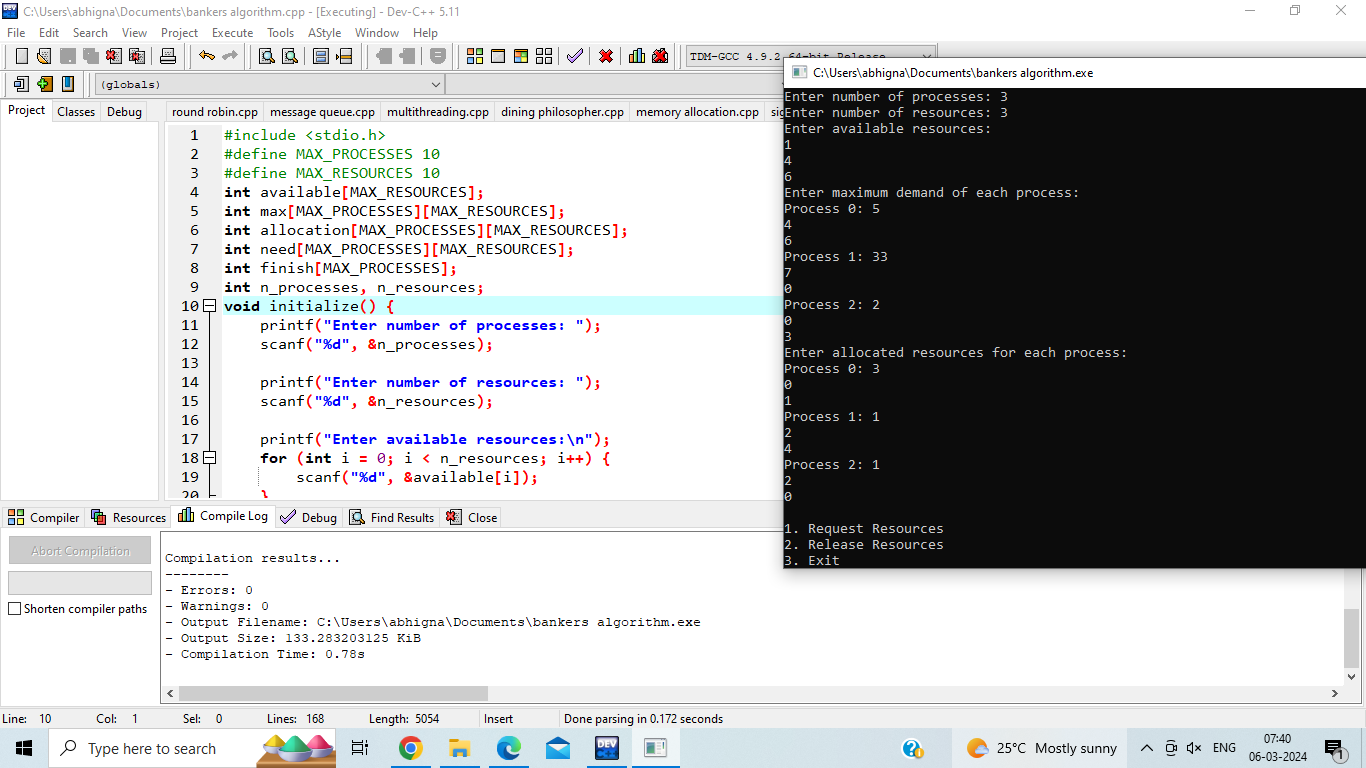 C:\Users\abhigna\Documents\bankers algorithm.cpp - [Executing] - Dev-C++ 5.11
File Edit Search View Project Execute Tools AStyle Window Help
TDM-GCC 4.9.2 64-bit Release
(globals)
Project Classes Debug
round robin.cpp message queue.cpp multithreading.cpp dining philosopher.cpp memory allocation.cpp sig
1 #include <stdio.h>
2 #define MAX_PROCESSES 10
3 #define MAX_RESOURCES 10
4 int available[MAX_RESOURCES];
5 int max[MAX_PROCESSES][MAX_RESOURCES];
6 int allocation[MAX_PROCESSES][MAX_RESOURCES];
7 int need[MAX_PROCESSES][MAX_RESOURCES];
8 int finish[MAX_PROCESSES];
9 int n_processes, n_resources;
10 void initialize() {
11 printf("Enter number of processes: ");
12 scanf("%d", &n_processes);
13
14 printf("Enter number of resources: ");
15 scanf("%d", &n_resources);
16
17 printf("Enter available resources:\n");
18 for (int i = 0; i < n_resources; i++) {
19 scanf("%d", &available[i]);
20 }
C:\Users\abhigna\Documents\bankers algorithm.exe
Enter number of processes: 3
Enter number of resources: 3
Enter available resources:
1
4
6
Enter maximum demand of each process:
Process 0: 5
4
6
Process 1: 33
7
0
Process 2: 2
0
3
Enter allocated resources for each process:
Process 0: 3
0
1
Process 1: 1
2
4
Process 2: 1
2
0
1. Request Resources
2. Release Resources
3. Exit
Compiler Resources Compile Log Debug Find Results Close
Abort Compilation
Shorten compiler paths
Compilation results...
--------
- Errors: 0
- Warnings: 0
- Output Filename: C:\Users\abhigna\Documents\bankers algorithm.exe
- Output Size: 133.283203125 KiB
- Compilation Time: 0.78s
Line: 10 Col: 1 Sel: 0 Lines: 168 Length: 5054 Insert Done parsing in 0.172 seconds
Type here to search
DEV
25°C Mostly sunny
ENG
07:40
06-03-2024
1